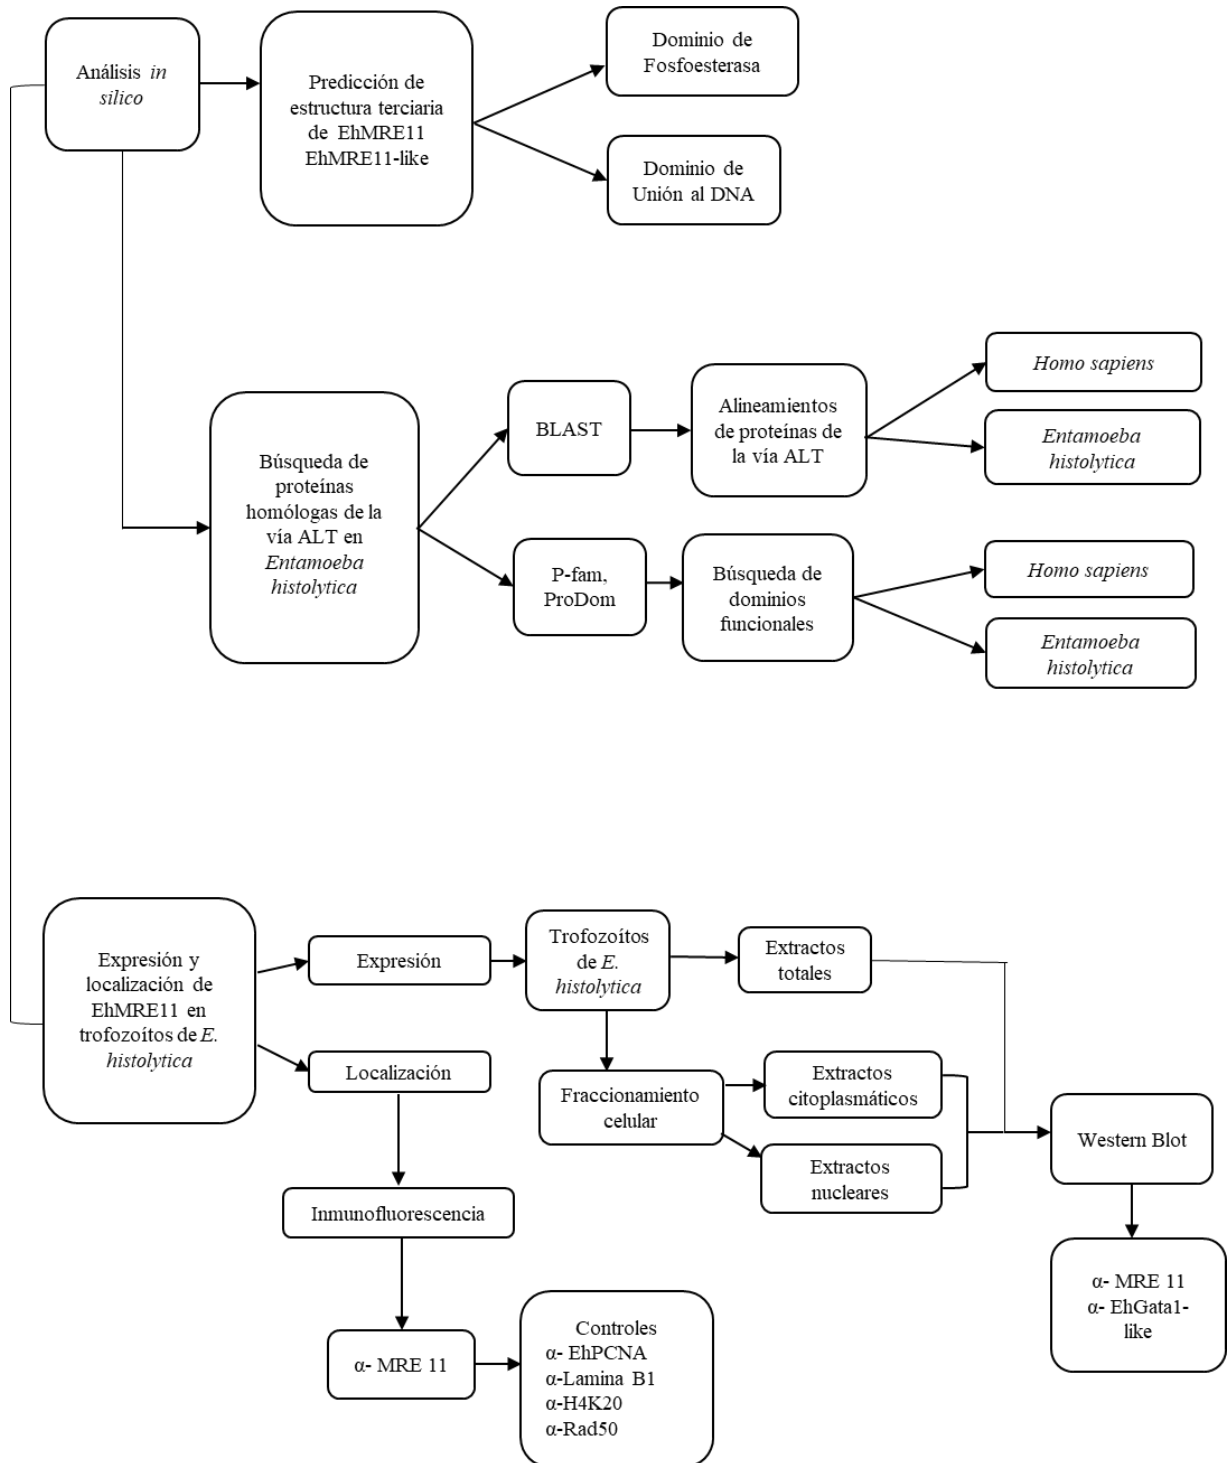 Análisis in
silico
Predicción de
estructura terciaria
de EhMRE11
EhMRE11-like
Dominio de
Fosfoesterasa
Dominio de
Unión al DNA
Búsqueda de
proteínas
homólogas de la
vía ALT en
Entamoeba
histolytica
BLAST
Alineamientos
de proteínas de
la vía ALT
Homo sapiens
Entamoeba
histolytica
P-fam,
ProDom
Búsqueda de
dominios
funcionales
Homo sapiens
Entamoeba
histolytica
Expresión y
localización de
EhMRE11 en
trofozoítos de E.
histolytica
Expresión
Trofozoítos
de E.
histolytica
Extractos
totales
Localización
Fraccionamiento
celular
Extractos
citoplasmáticos
Extractos
nucleares
Western Blot
Inmunofluorescencia
α- MRE 11
α- EhGata1-
like
α- MRE 11
Controles
α- EhPCNA
α-Lamina B1
α-H4K20
α-Rad50